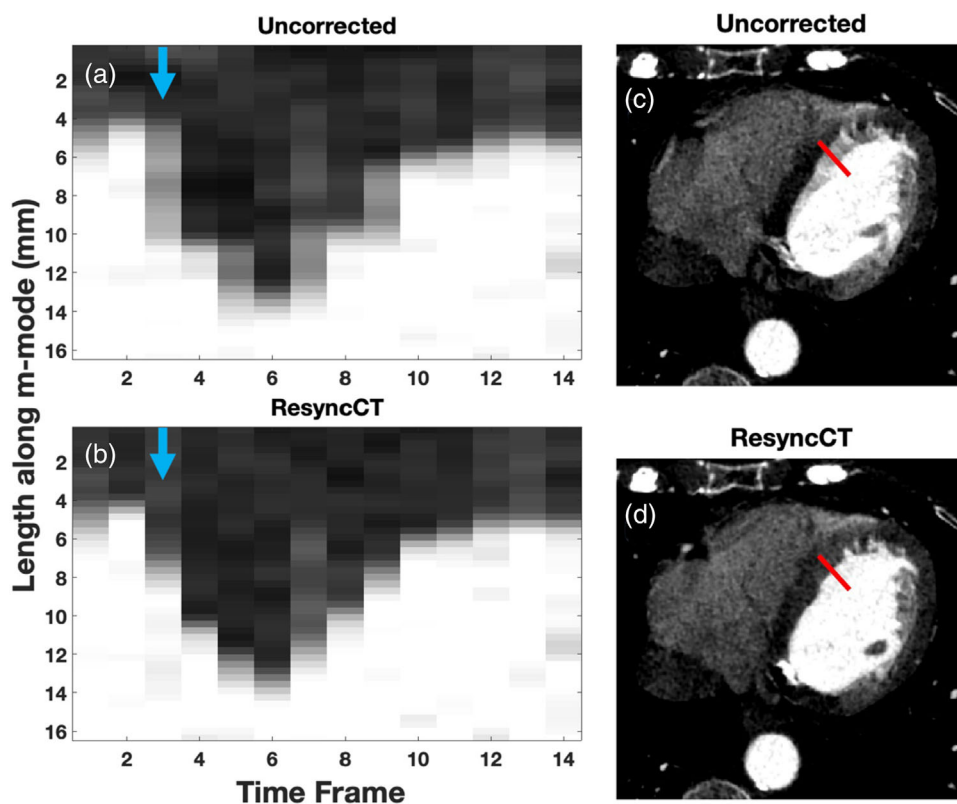 Uncorrected
(a)
2
4
6
8
10
12
14
16
2 4 6 8 10 12 14
ResyncCT
(b)
2
4
6
8
10
12
14
16
2 4 6 8 10 12 14
Length along m-mode (mm)
Time Frame
Uncorrected
(c)
ResyncCT
(d)